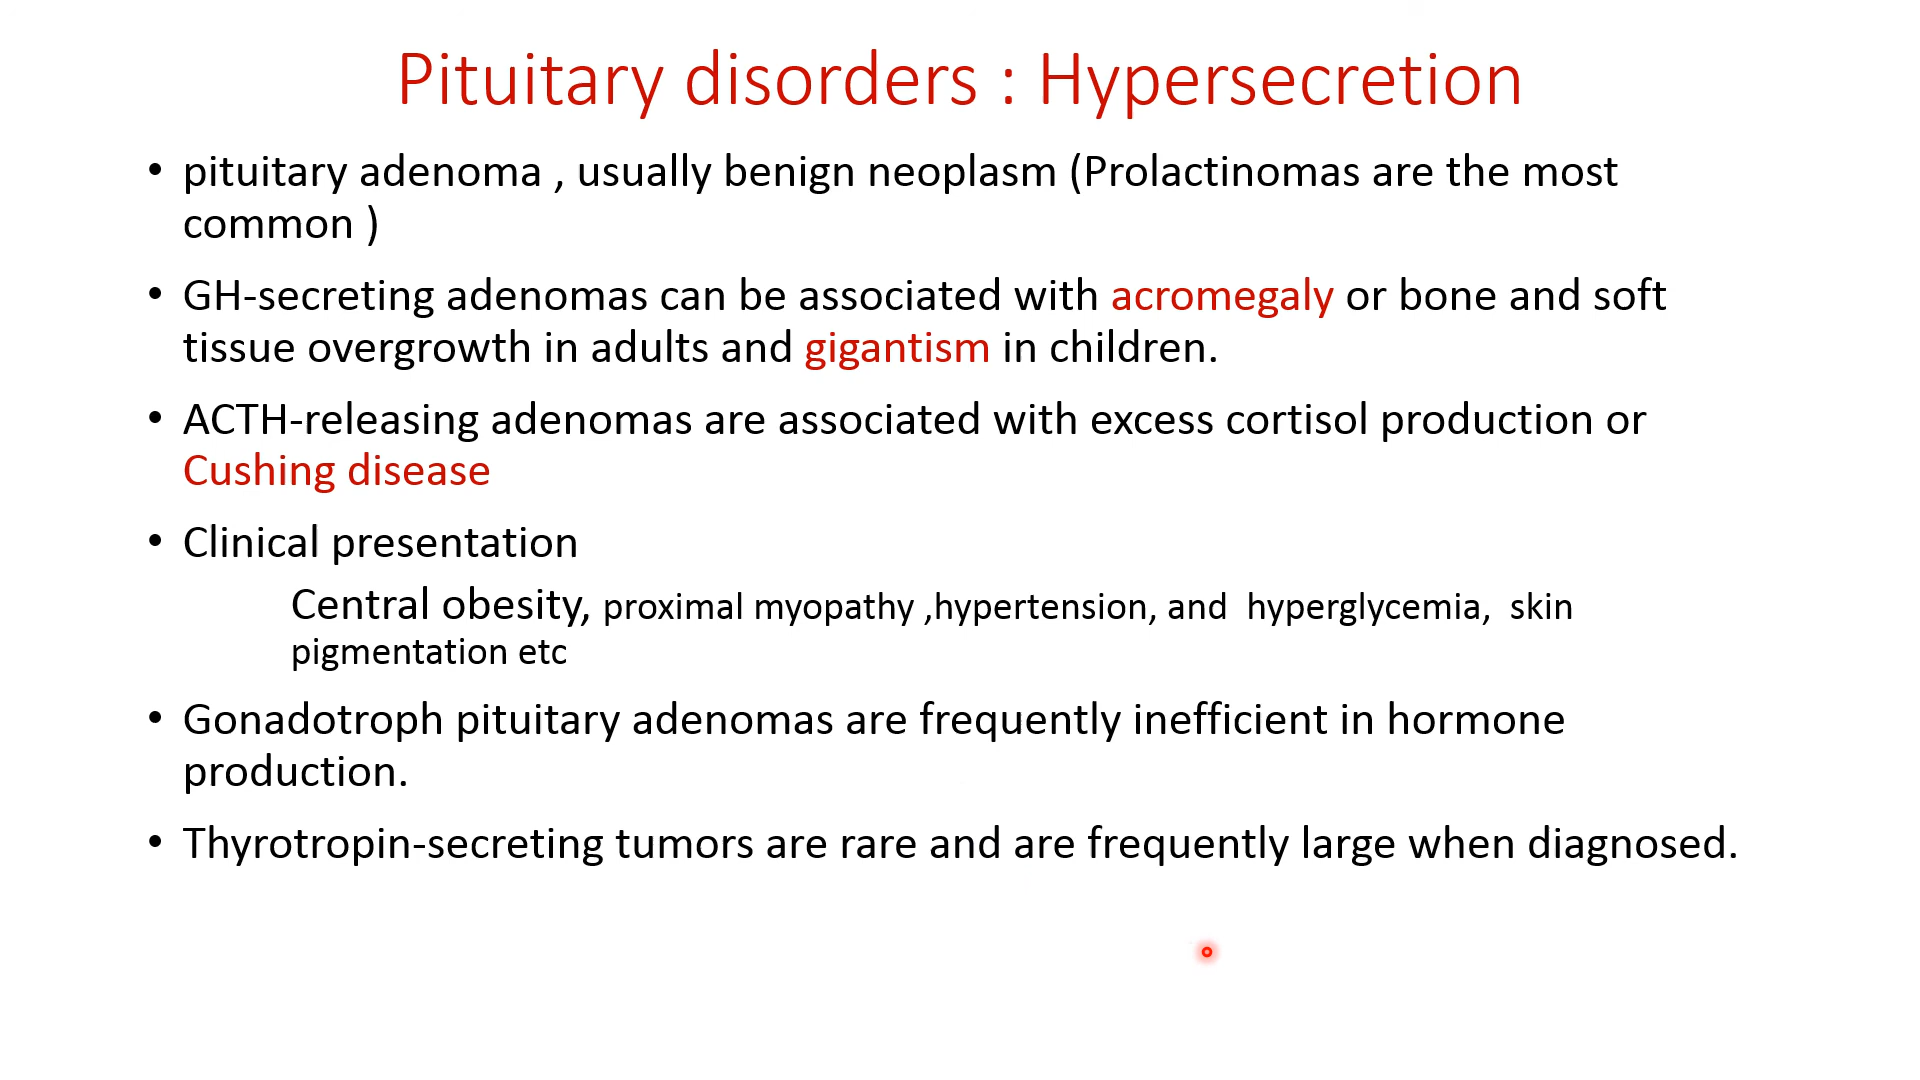 Pituitary disorders : Hypersecretion
• pituitary adenoma , usually benign neoplasm (Prolactinomas are the most
common )
• GH-secreting adenomas can be associated with acromegaly or bone and soft
tissue overgrowth in adults and gigantism in children.
• ACTH-releasing adenomas are associated with excess cortisol production or
Cushing disease
• Clinical presentation
Central obesity, proximal myopathy ,hypertension, and  hyperglycemia,  skin
pigmentation etc
• Gonadotroph pituitary adenomas are frequently inefficient in hormone
production.
• Thyrotropin-secreting tumors are rare and are frequently large when diagnosed.